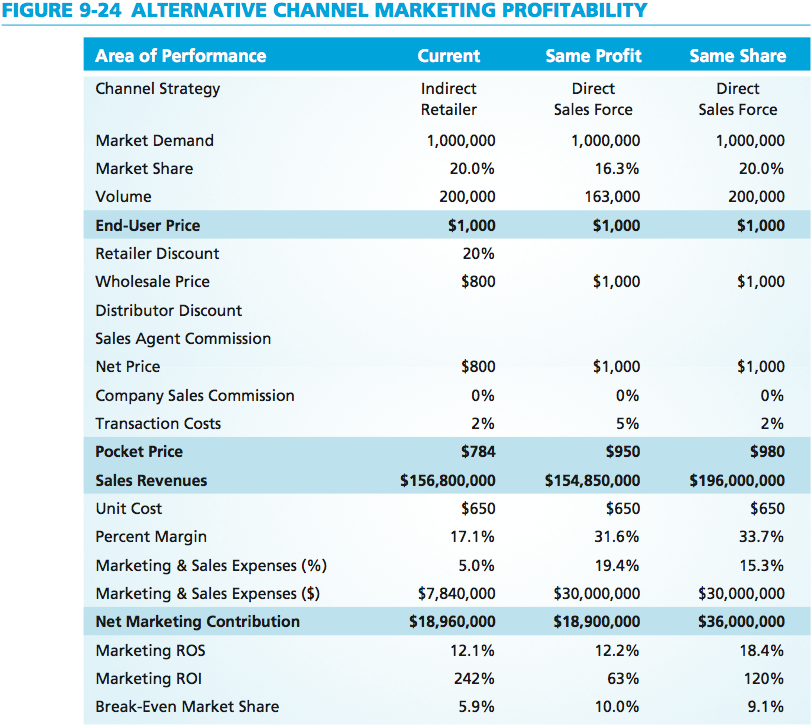 FIGURE 9-24 ALTERNATIVE CHANNEL MARKETING PROFITABILITY
Area of Performance Current Same Profit Same Share
Channel Strategy Indirect Direct Direct
Retailer Sales Force Sales Force
Market Demand 1,000,000 1,000,000 1,000,000
Market Share 20.0% 16.3% 20.0%
Volume 200,000 163,000 200,000
End-User Price $1,000 $1,000 $1,000
Retailer Discount 20%
Wholesale Price $800 $1,000 $1,000
Distributor Discount
Sales Agent Commission
Net Price $800 $1,000 $1,000
Company Sales Commission 0% 0% 0%
Transaction Costs 2% 5% 2%
Pocket Price $784 $950 $980
Sales Revenues $156,800,000 $154,850,000 $196,000,000
Unit Cost $650 $650 $650
Percent Margin 17.1% 31.6% 33.7%
Marketing & Sales Expenses (%) 5.0% 19.4% 15.3%
Marketing & Sales Expenses ($) $7,840,000 $30,000,000 $30,000,000
Net Marketing Contribution $18,960,000 $18,900,000 $36,000,000
Marketing ROS 12.1% 12.2% 18.4%
Marketing ROI 242% 63% 120%
Break-Even Market Share 5.9% 10.0% 9.1%